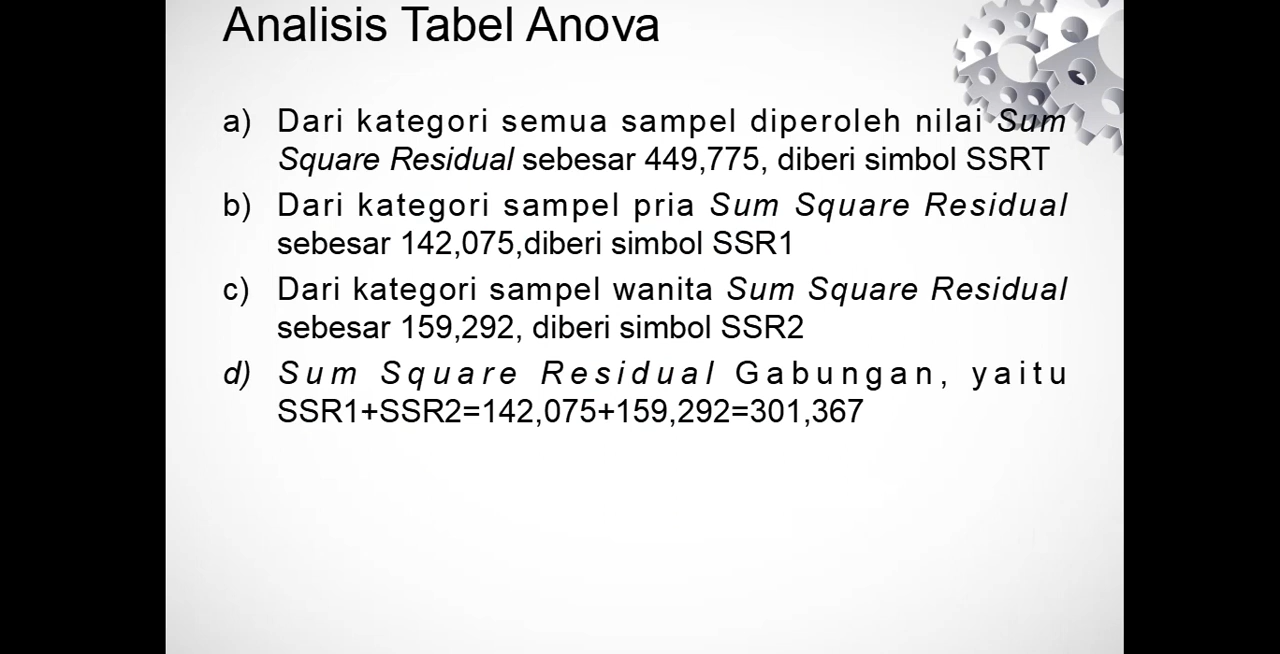 Analisis Tabel Anova
a) Dari kategori semua sampel diperoleh nilai Sum
Square Residual sebesar 449,775, diberi simbol SSRT
b) Dari kategori sampel pria Sum Square Residual
sebesar 142,075,diberi simbol SSR1
c) Dari kategori sampel wanita Sum Square Residual
sebesar 159,292, diberi simbol SSR2
d) Sum Square Residual Gabungan, yaitu
SSR1+SSR2=142,075+159,292=301,367